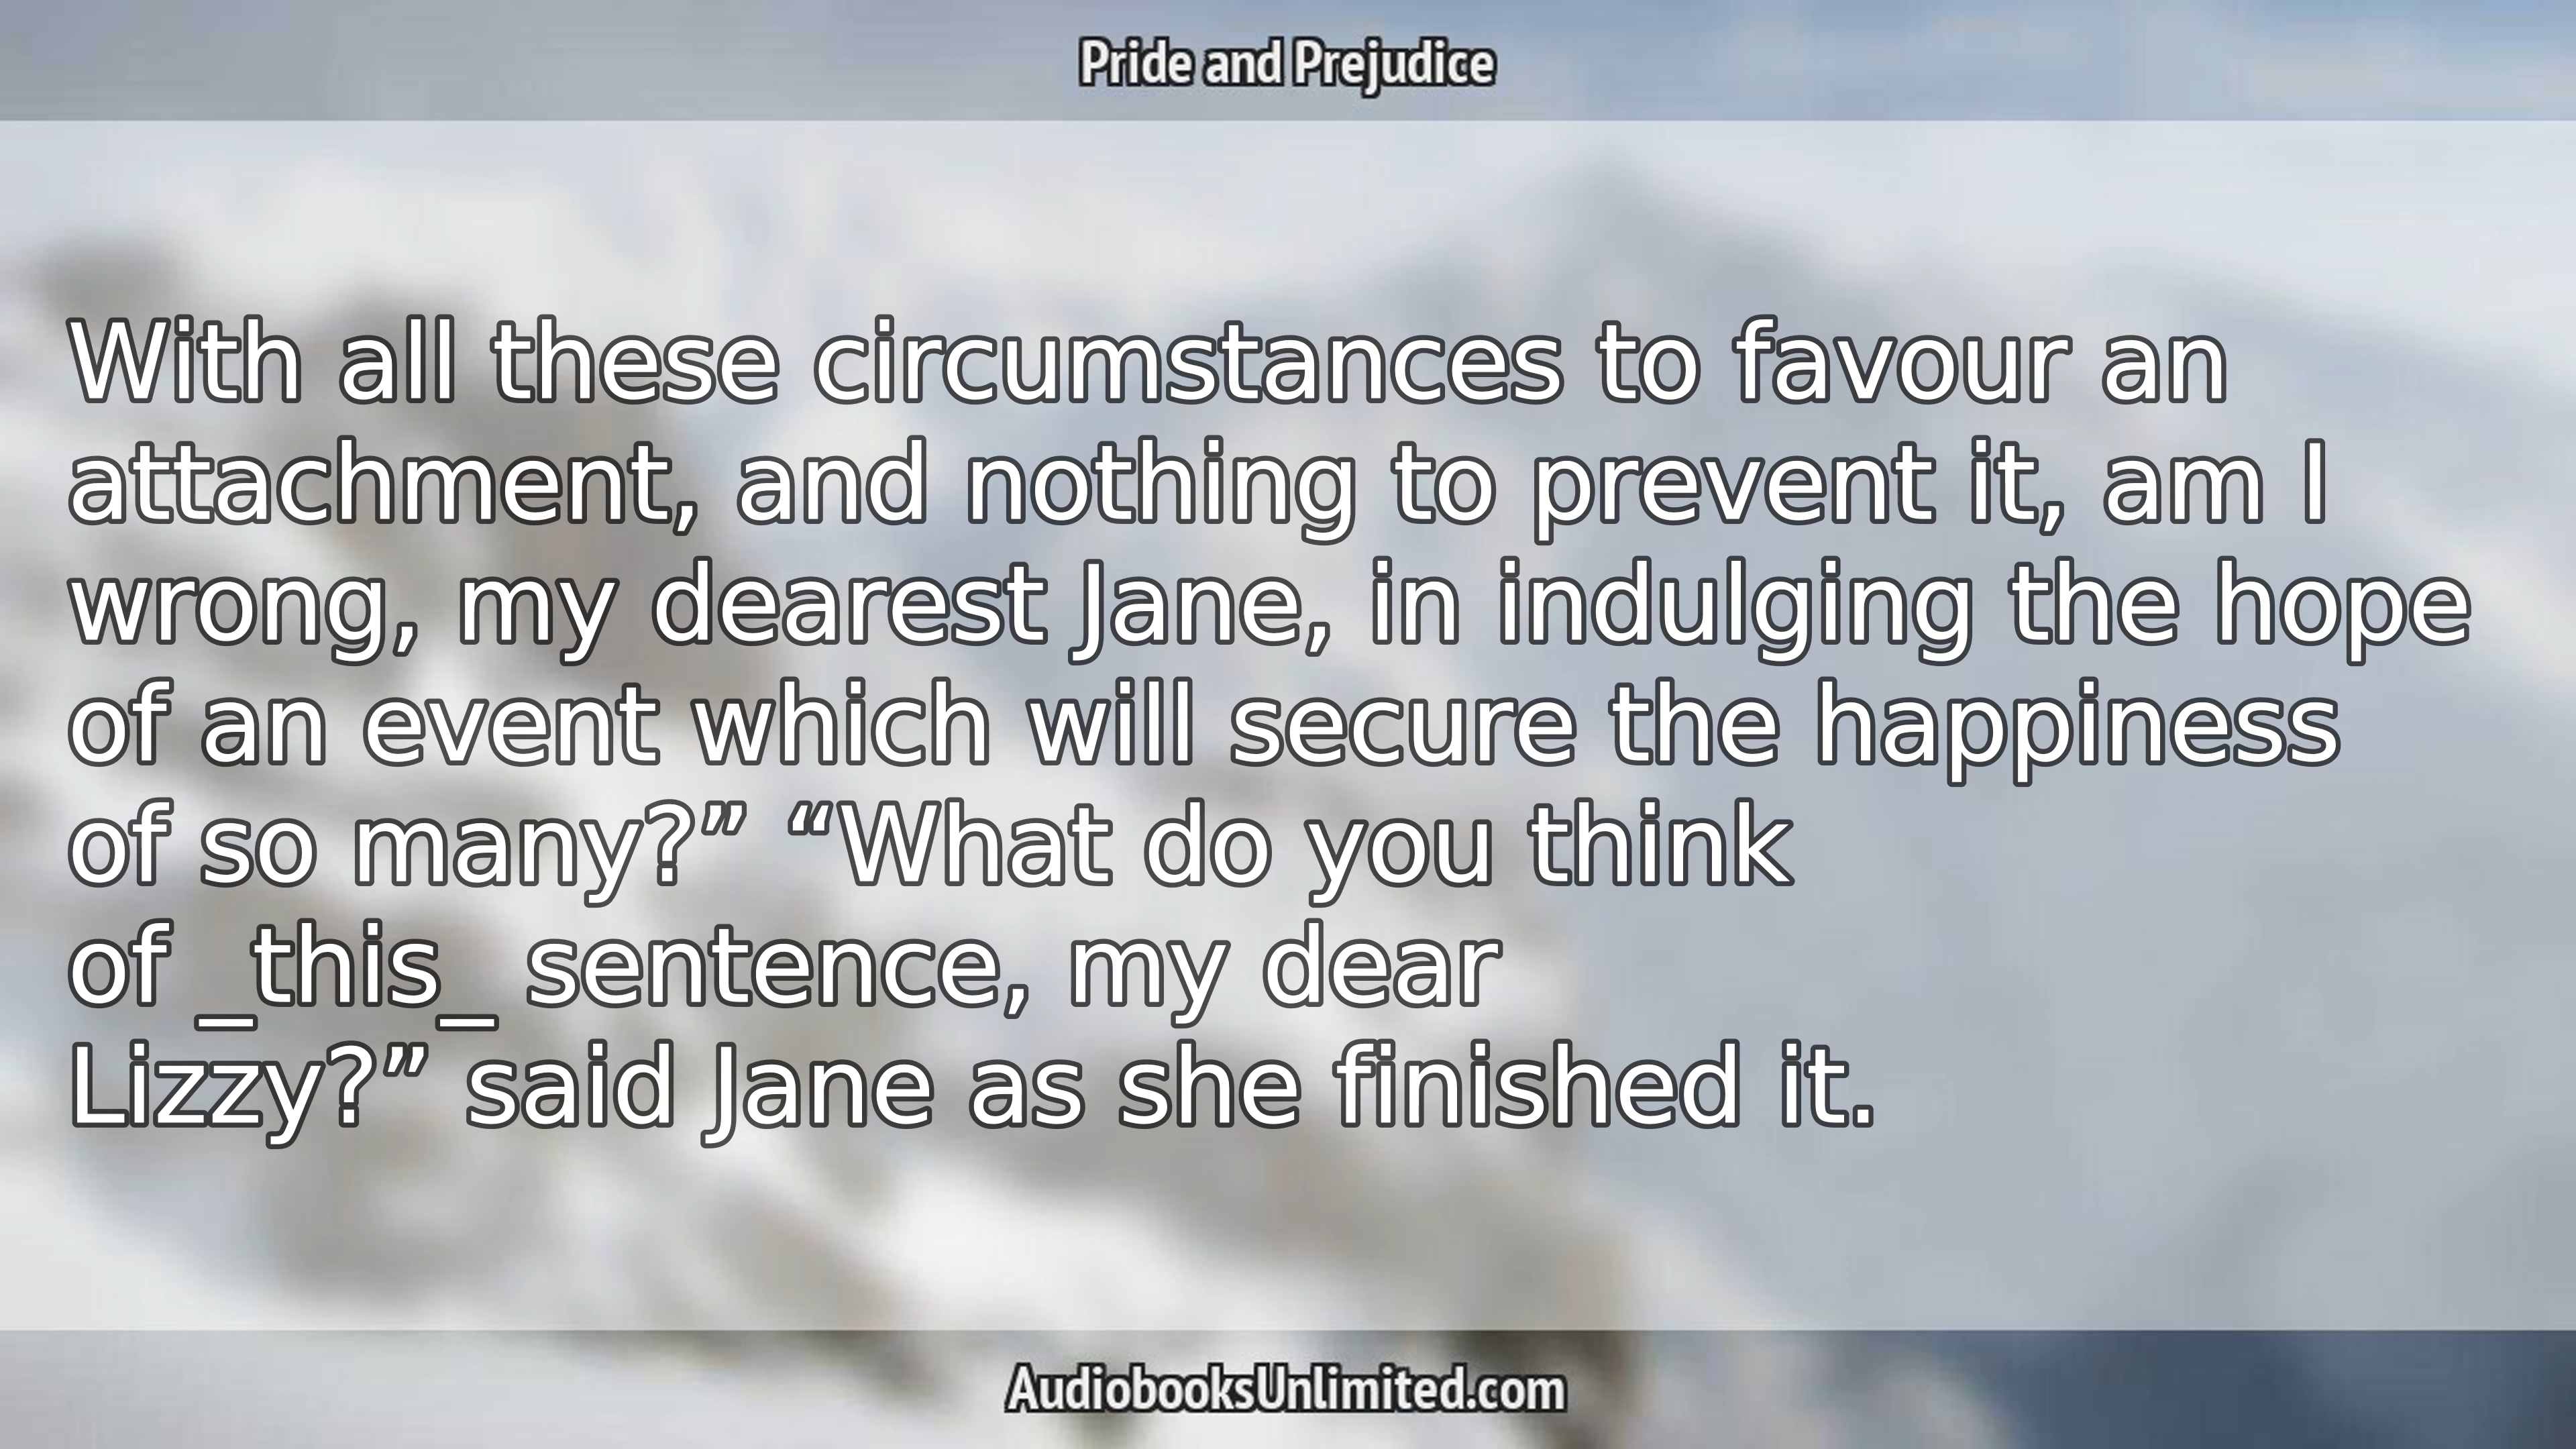 Pride and Prejudice
With all these circumstances to favour an
attachment, and nothing to prevent it, am I
wrong, my dearest Jane, in indulging the hope
of an event which will secure the happiness
of so many?” “What do you think
of _this_ sentence, my dear
Lizzy?” said Jane as she finished it.
AudiobooksUnlimited.com